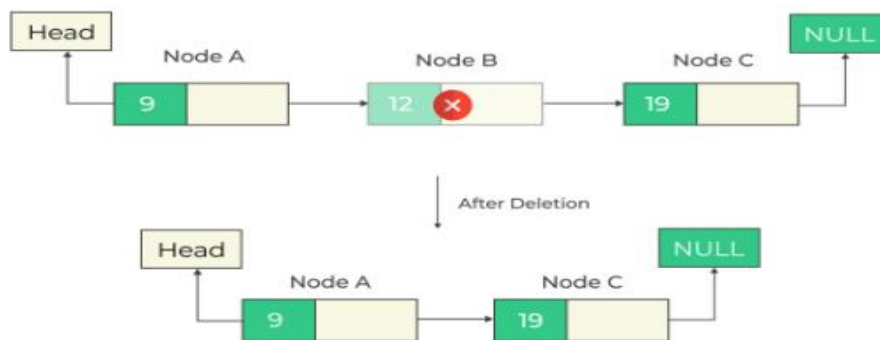 Head
NULL
Node A
Node B
Node C
9
12
19
After Deletion
Head
NULL
Node A
Node C
9
19